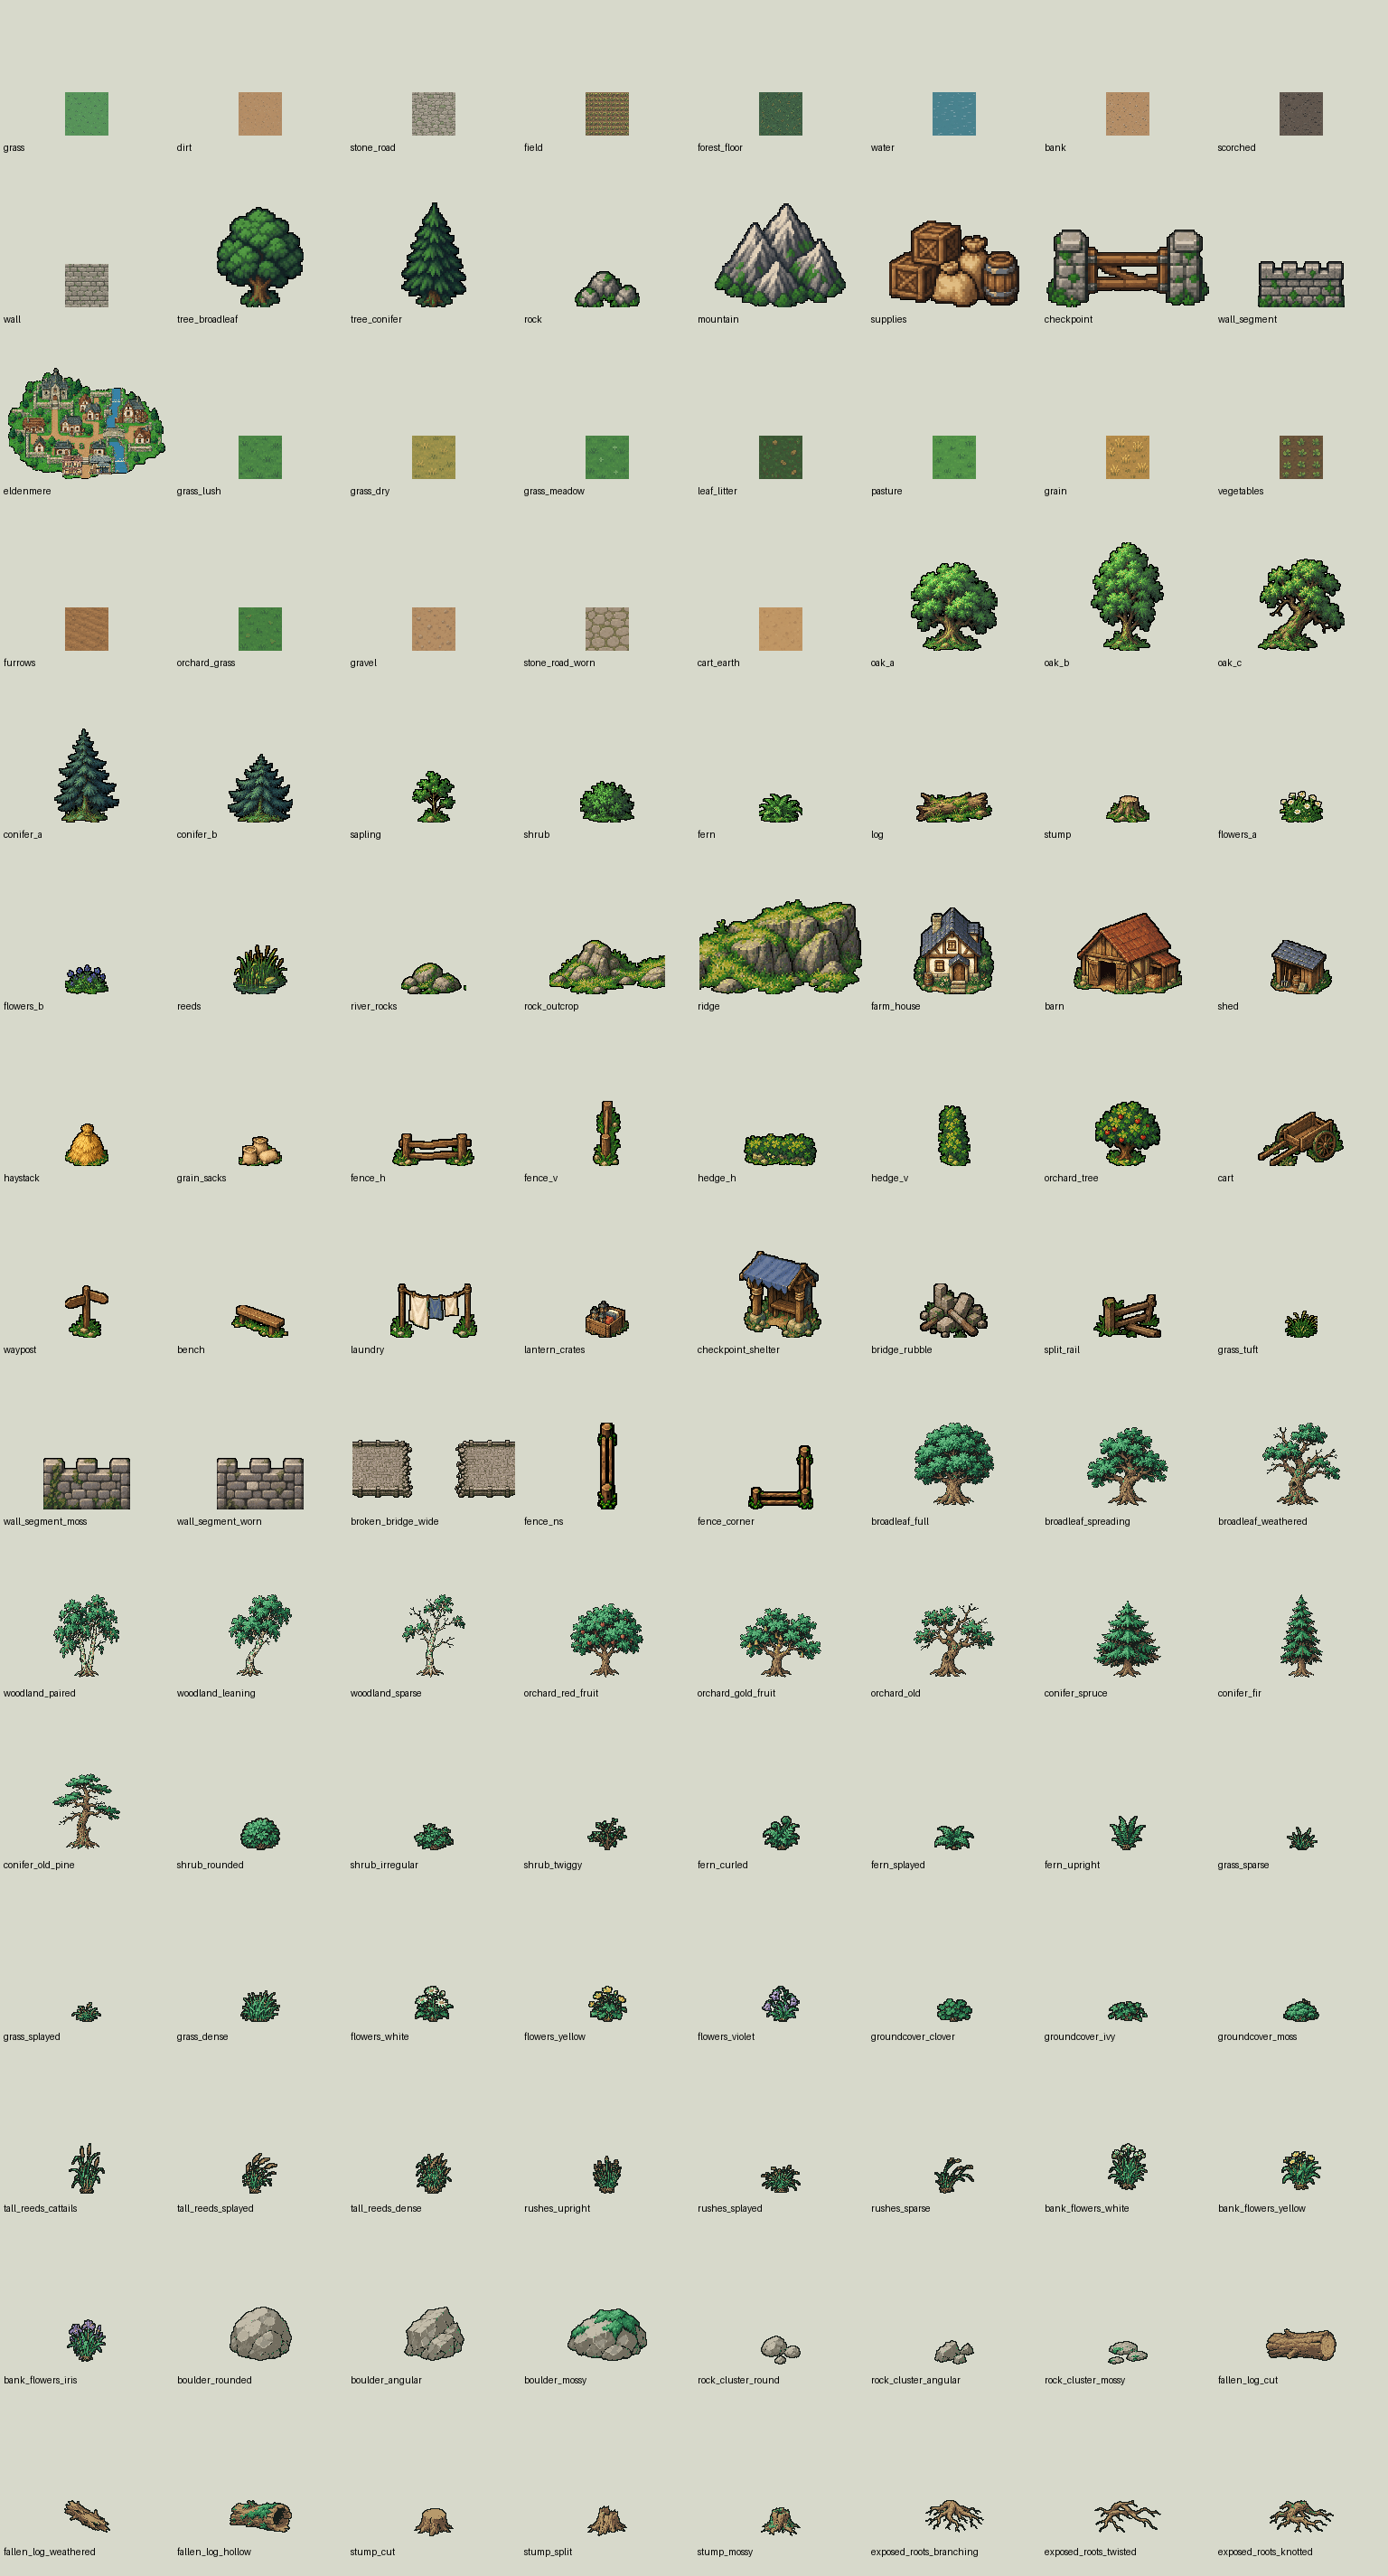 grass dirt stone_road field forest_floor water bank scorched
wall tree_broadleaf tree_conifer rock mountain supplies checkpoint wall_segment
eldenmere grass_lush grass_dry grass_meadow leaf_litter pasture grain vegetables
furrows orchard_grass gravel stone_road_worn cart_earth oak_a oak_b oak_c
conifer_a conifer_b sapling shrub fern log stump flowers_a
flowers_b reeds river_rocks rock_outcrop ridge farm_house barn shed
haystack grain_sacks fence_h fence_v hedge_h hedge_v orchard_tree cart
waypost bench laundry lantern_crates checkpoint_shelter bridge_rubble split_rail grass_tuft
wall_segment_moss wall_segment_worn broken_bridge_wide fence_ns fence_corner broadleaf_full broadleaf_spreading broadleaf_weathered
woodland_paired woodland_leaning woodland_sparse orchard_red_fruit orchard_gold_fruit orchard_old conifer_spruce conifer_fir
conifer_old_pine shrub_rounded shrub_irregular shrub_twiggy fern_curled fern_splayed fern_upright grass_sparse
grass_splayed grass_dense flowers_white flowers_yellow flowers_violet groundcover_clover groundcover_ivy groundcover_moss
tall_reeds_cattails tall_reeds_splayed tall_reeds_dense rushes_upright rushes_splayed rushes_sparse bank_flowers_white bank_flowers_yellow
bank_flowers_iris boulder_rounded boulder_angular boulder_mossy rock_cluster_round rock_cluster_angular rock_cluster_mossy fallen_log_cut
fallen_log_weathered fallen_log_hollow stump_cut stump_split stump_mossy exposed_roots_branching exposed_roots_twisted exposed_roots_knotted